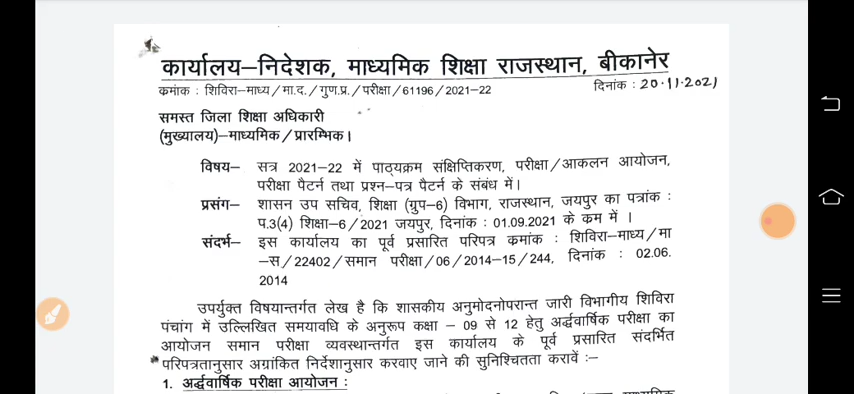 कार्यालय–निदेशक, माध्यमिक शिक्षा राजस्थान, बीकानेर
कमांक : शिविरा–माध्य/मा.द./गुण.प्र./परीक्षा/61196/2021–22 दिनांक : 20.11.2021
समस्त जिला शिक्षा अधिकारी
(मुख्यालय)–माध्यमिक/प्रारम्भिक।
विषय– सत्र 2021–22 में पाठ्यक्रम संक्षिप्तिकरण, परीक्षा/आकलन आयोजन,
परीक्षा पैटर्न तथा प्रश्न–पत्र पैटर्न के संबंध में।
प्रसंग– शासन उप सचिव, शिक्षा (ग्रुप–6) विभाग, राजस्थान, जयपुर का पत्रांक :
प.3(4) शिक्षा–6/2021 जयपुर, दिनांक : 01.09.2021 के कम में ।
संदर्भ– इस कार्यालय का पूर्व प्रसारित परिपत्र कमांक : शिविरा–माध्य/मा
–स/22402/समान परीक्षा/06/2014–15/244, दिनांक : 02.06.
2014
उपर्युक्त विषयान्तर्गत लेख है कि शासकीय अनुमोदनोपरान्त जारी विभागीय शिविरा
पंचांग में उल्लिखित समयावधि के अनुरूप कक्षा – 09 से 12 हेतु अर्द्धवार्षिक परीक्षा का
आयोजन समान परीक्षा व्यवस्थान्तर्गत इस कार्यालय के पूर्व प्रसारित संदर्भित
परिपत्रतानुसार अग्रांकित निर्देशानुसार करवाए जाने की सुनिश्चितता करावें :–
1. अर्द्धवार्षिक परीक्षा आयोजन :